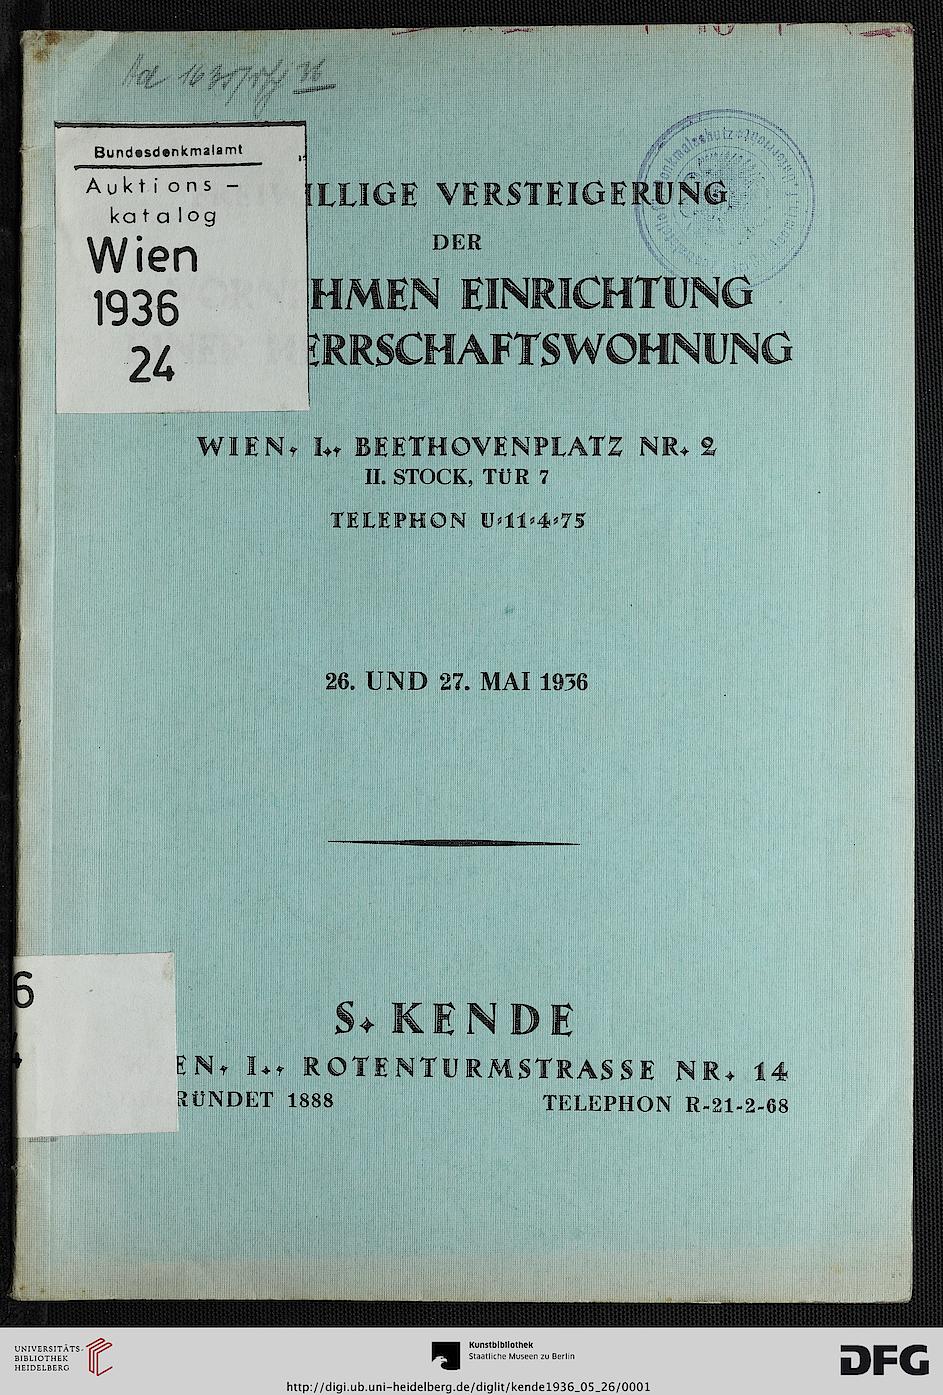 Bundesdenkmalamt
Auktions -
katalog
Wien
1936
24
ILLIGE VERSTEIGERUNG
DER
HMEN EINRICHTUNG
ERRSCHAFTSWOHNUNG
WIEN, I., BEETHOVENPLATZ NR. 2
II. STOCK, TÜR 7
TELEPHON U-11-4-75
26. UND 27. MAI 1936
6
S. KENDE
EN, I., ROTENTURMSTRASSE NR. 14
RÜNDET 1888
TELEPHON R-21-2-68
UNIVERSITÄTS-
BIBLIOTHEK
HEIDELBERG
Kunstbibliothek
Staatliche Museen zu Berlin
DFG
http://digi.ub.uni-heidelberg.de/diglit/kende1936_05_26/0001